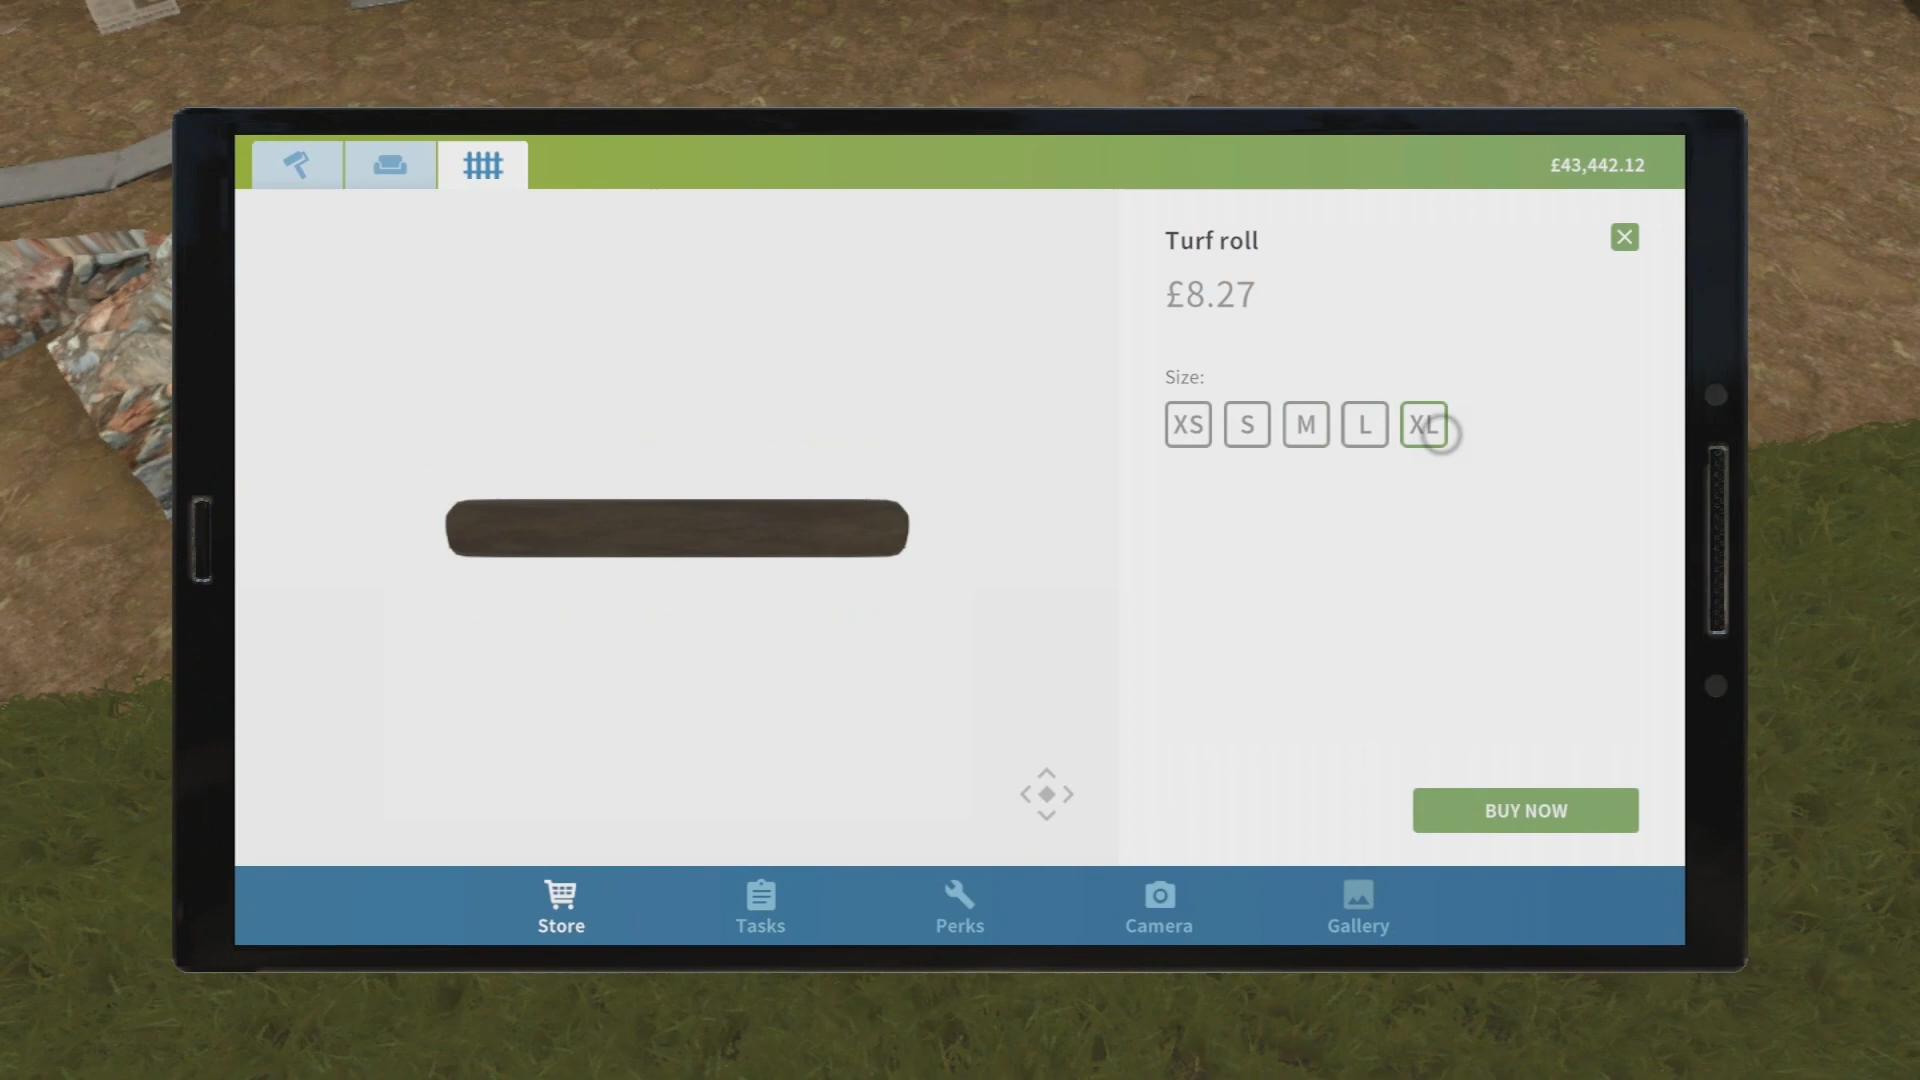 £43,442.12
Turf roll
£8.27
Size:
XS S M L XL
BUY NOW
Store Tasks Perks Camera Gallery